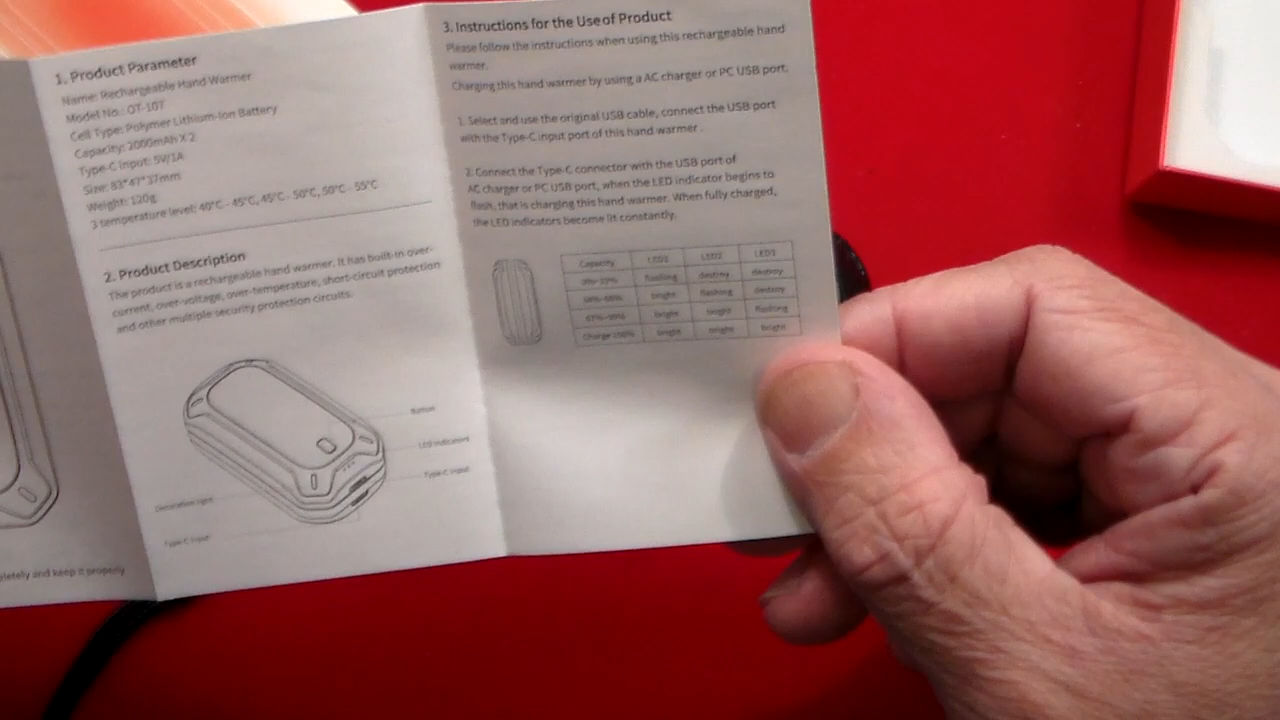 1. Product Parameter
Name: Rechargeable Hand Warmer
Model No.: OT-10T
Cell Type: Polymer Lithium-Ion Battery
Capacity: 2000mAh X 2
Type-C Input: 5V/1A
Size: 83*47*37mm
Weight: 120g
3 temperature level: 40°C - 45°C, 45°C - 50°C, 50°C - 55°C
2. Product Description
The product is a rechargeable hand warmer. It has built-in over-
current, over-voltage, over-temperature, short-circuit protection
and other multiple security protection circuits.
Button
LED indicators
Type-C Input
Type-C Input
pletely and keep it properly
3. Instructions for the Use of Product
Please follow the instructions when using this rechargeable hand
warmer.
Charging this hand warmer by using a AC charger or PC USB port.
1. Select and use the original USB cable, connect the USB port
with the Type-C input port of this hand warmer .
2. Connect the Type-C connector with the USB port of
AC charger or PC USB port, when the LED indicator begins to
flash, that is charging this hand warmer. When fully charged,
the LED indicators become lit constantly.
Capacity LED1 LED2 LED3
flashing destroy destroy
bright flashing destroy
bright bright flashing
Charge 100% bright bright bright